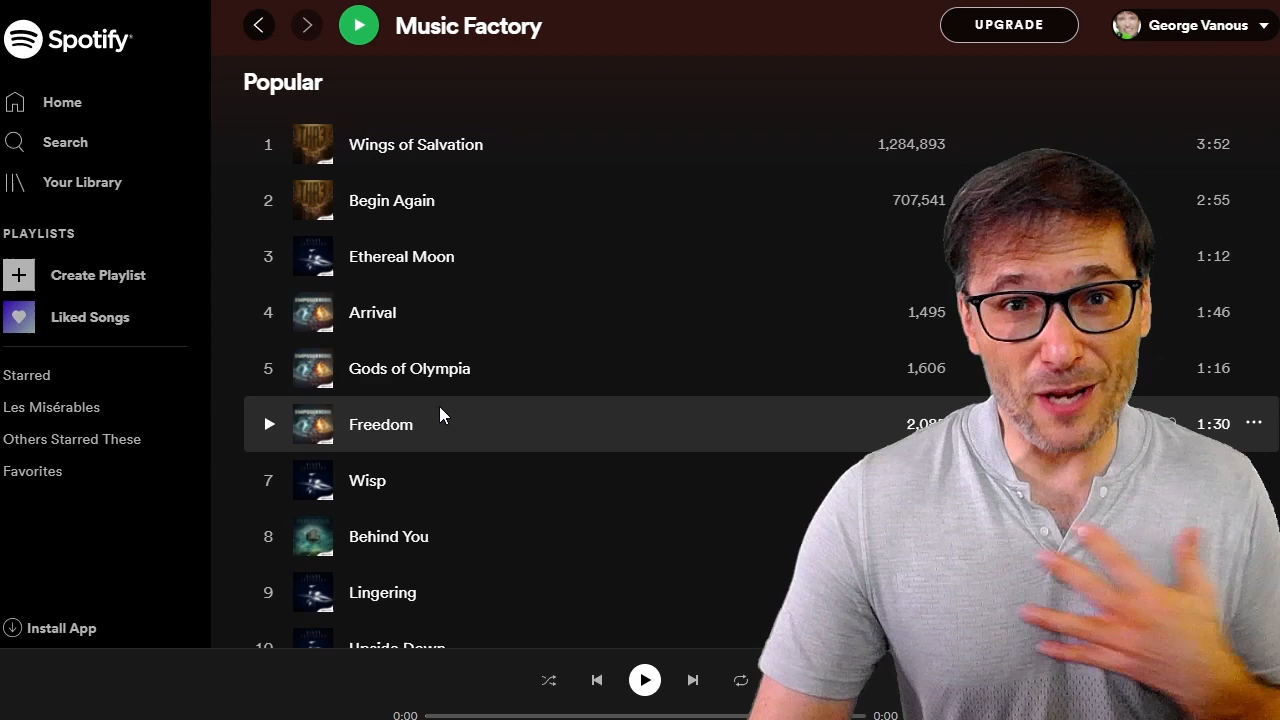 Spotify
Music Factory
UPGRADE
George Vanous
Home
Search
Your Library
PLAYLISTS
Create Playlist
Liked Songs
Starred
Les Misérables
Others Starred These
Favorites
Install App
Popular
1 Wings of Salvation 1,284,893 3:52
2 Begin Again 707,541 2:55
3 Ethereal Moon 1:12
4 Arrival 1,495 1:46
5 Gods of Olympia 1,606 1:16
Freedom 1:30
7 Wisp
8 Behind You
9 Lingering
10 Upside Down
0:00 0:00